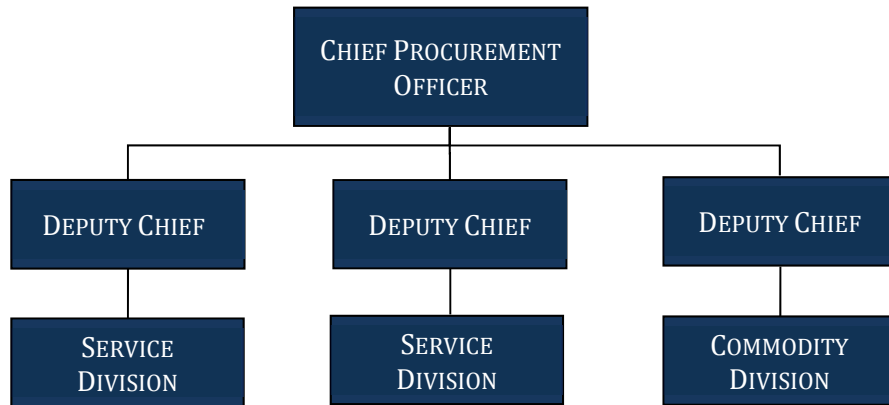 CHIEF PROCUREMENT
OFFICER
DEPUTY CHIEF
DEPUTY CHIEF
DEPUTY CHIEF
SERVICE
DIVISION
SERVICE
DIVISION
COMMODITY
DIVISION